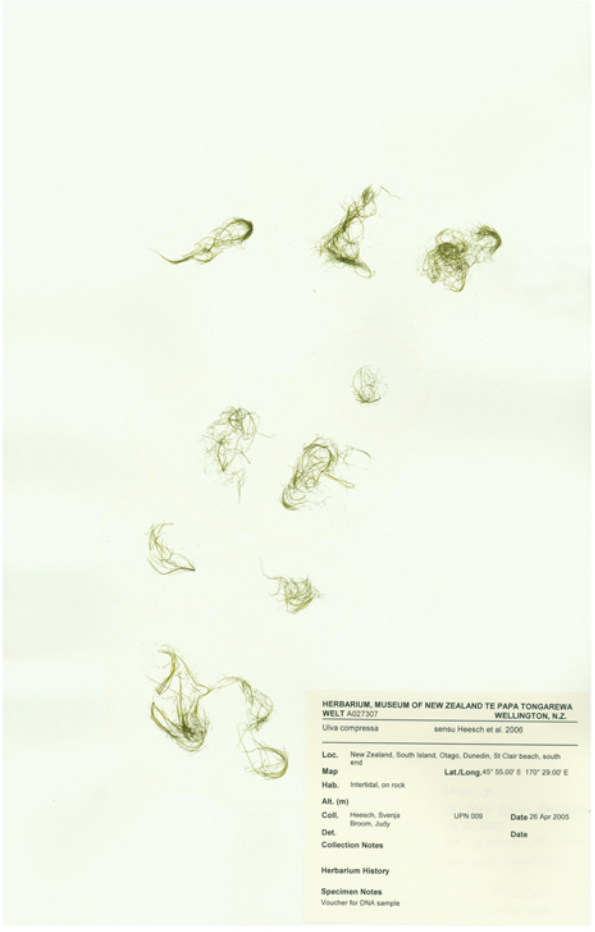 HERBARIUM, MUSEUM OF NEW ZEALAND TE PAPA TONGAREWA
WELT A027307 WELLINGTON, N.Z.
Ulva compressa sensu Heesch et al. 2006
Loc. New Zealand, South Island, Otago, Dunedin, St Clair beach, south
end
Map Lat./Long. 45° 55.00' S 170° 29.00' E
Hab. Intertidal, on rock
Alt. (m)
Coll. Heesch, Svenja UPN 009 Date 26 Apr 2005
Broom, Judy
Det. Date
Collection Notes
Herbarium History
Specimen Notes
Voucher for DNA sample